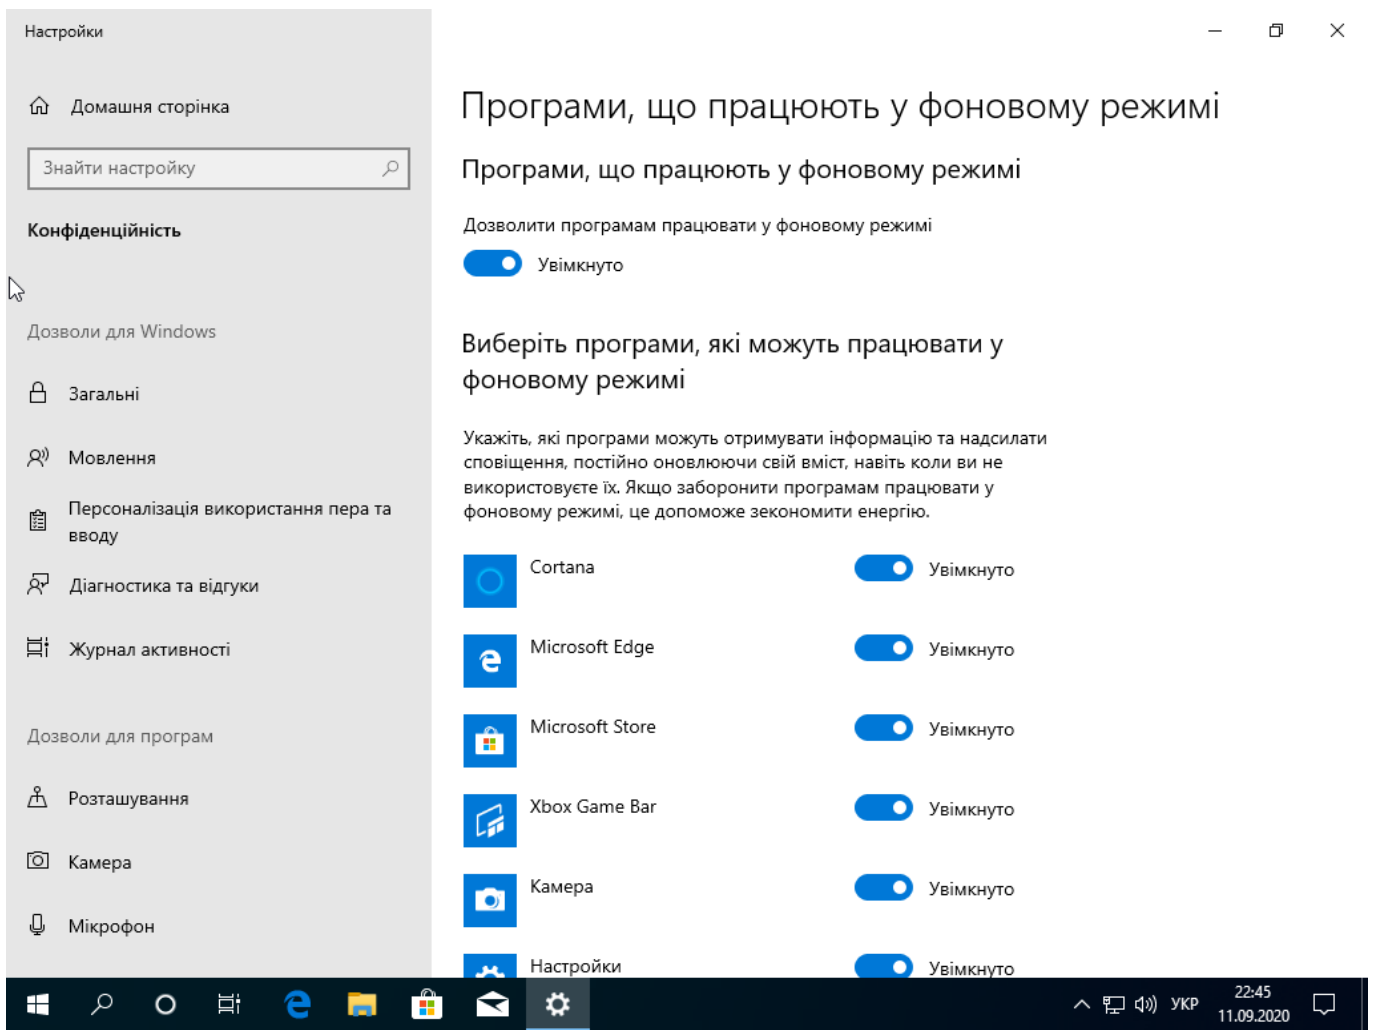 Настройки
Домашня сторінка
Знайти настройку
Конфіденційність
Дозволи для Windows
Загальні
Мовлення
Персоналізація використання пера та
вводу
Діагностика та відгуки
Журнал активності
Дозволи для програм
Розташування
Камера
Мікрофон
Програми, що працюють у фоновому режимі
Програми, що працюють у фоновому режимі
Дозволити програмам працювати у фоновому режимі
Увімкнуто
Виберіть програми, які можуть працювати у
фоновому режимі
Укажіть, які програми можуть отримувати інформацію та надсилати
сповіщення, постійно оновлюючи свій вміст, навіть коли ви не
використовуєте їх. Якщо заборонити програмам працювати у
фоновому режимі, це допоможе зекономити енергію.
Cortana
Увімкнуто
Microsoft Edge
Увімкнуто
Microsoft Store
Увімкнуто
Xbox Game Bar
Увімкнуто
Камера
Увімкнуто
Настройки
Увімкнуто
УКР
22:45
11.09.2020